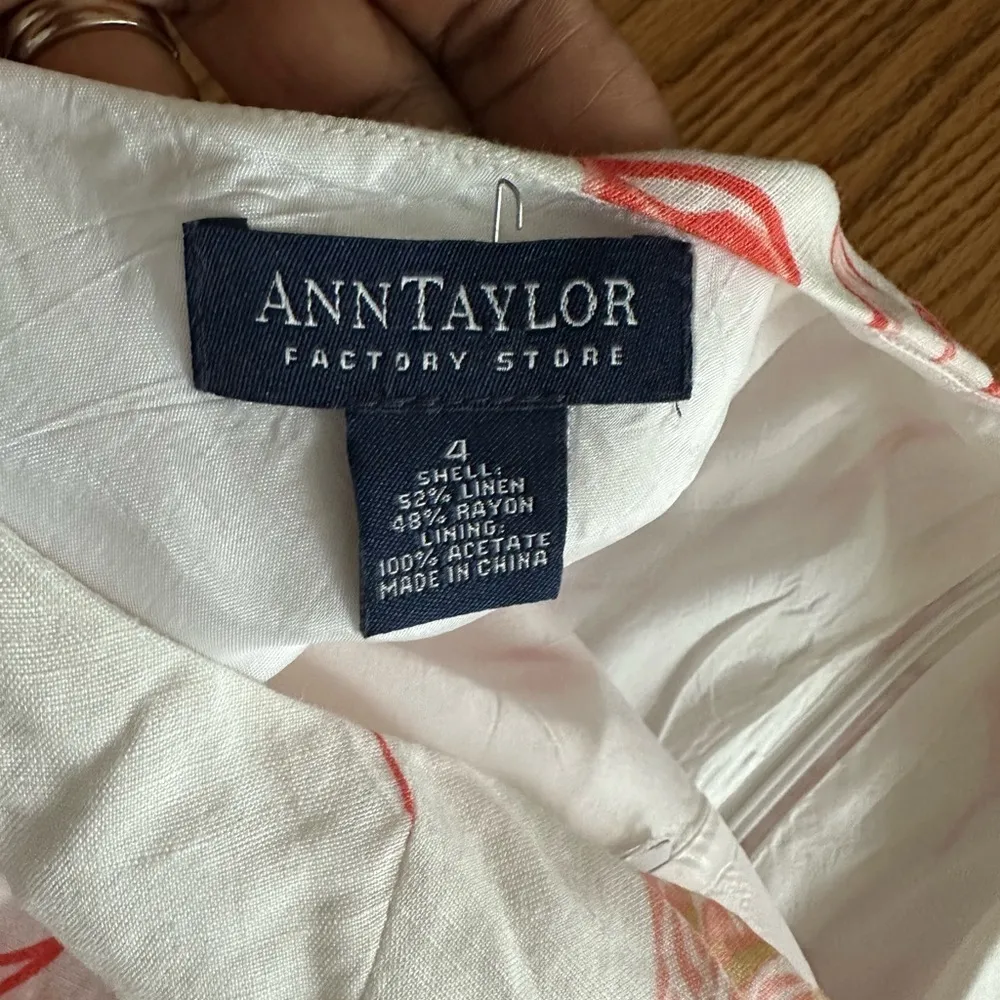 ANNTAYLOR
FACTORY STORE
4
SHELL:
52% LINEN
48% RAYON
LINING:
100% ACETATE
MADE IN CHINA